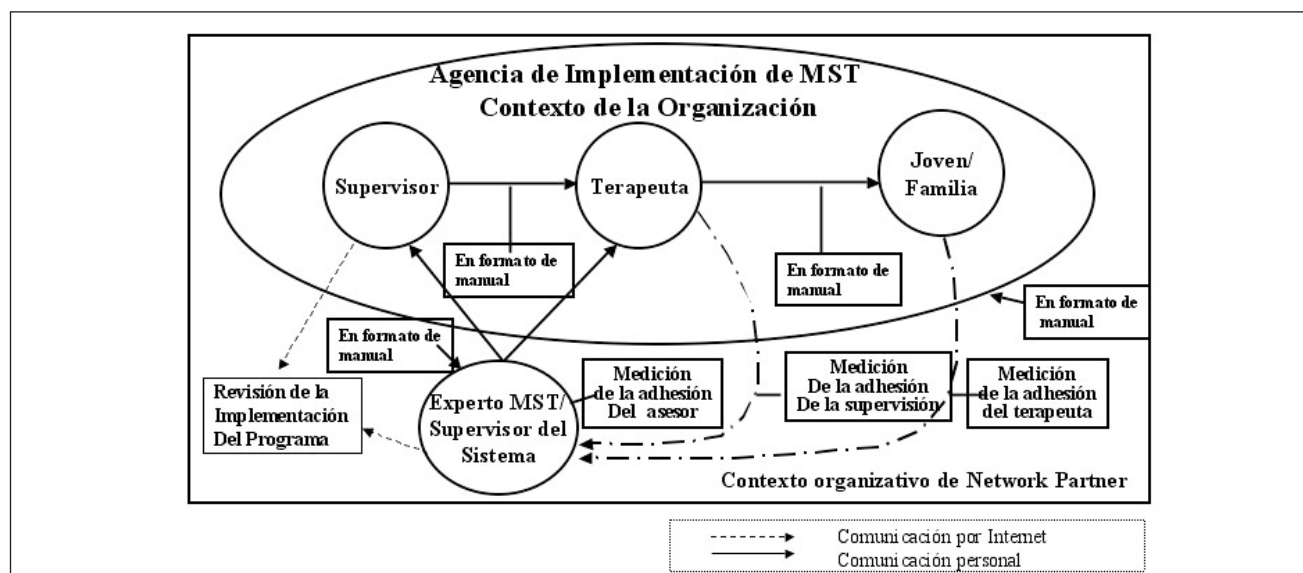 Agencia de Implementación de MST
Contexto de la Organización
Supervisor
Terapeuta
Joven/
Familia
En formato de
manual
En formato de
manual
En formato de
manual
En formato de
manual
Revisión de la
Implementación
Del Programa
Experto MST/
Supervisor del
Sistema
Medición
de la adhesión
Del asesor
Medición
De la adhesión
De la supervisión
Medición
de la adhesión
del terapeuta
Contexto organizativo de Network Partner
Comunicación por Internet
Comunicación personal